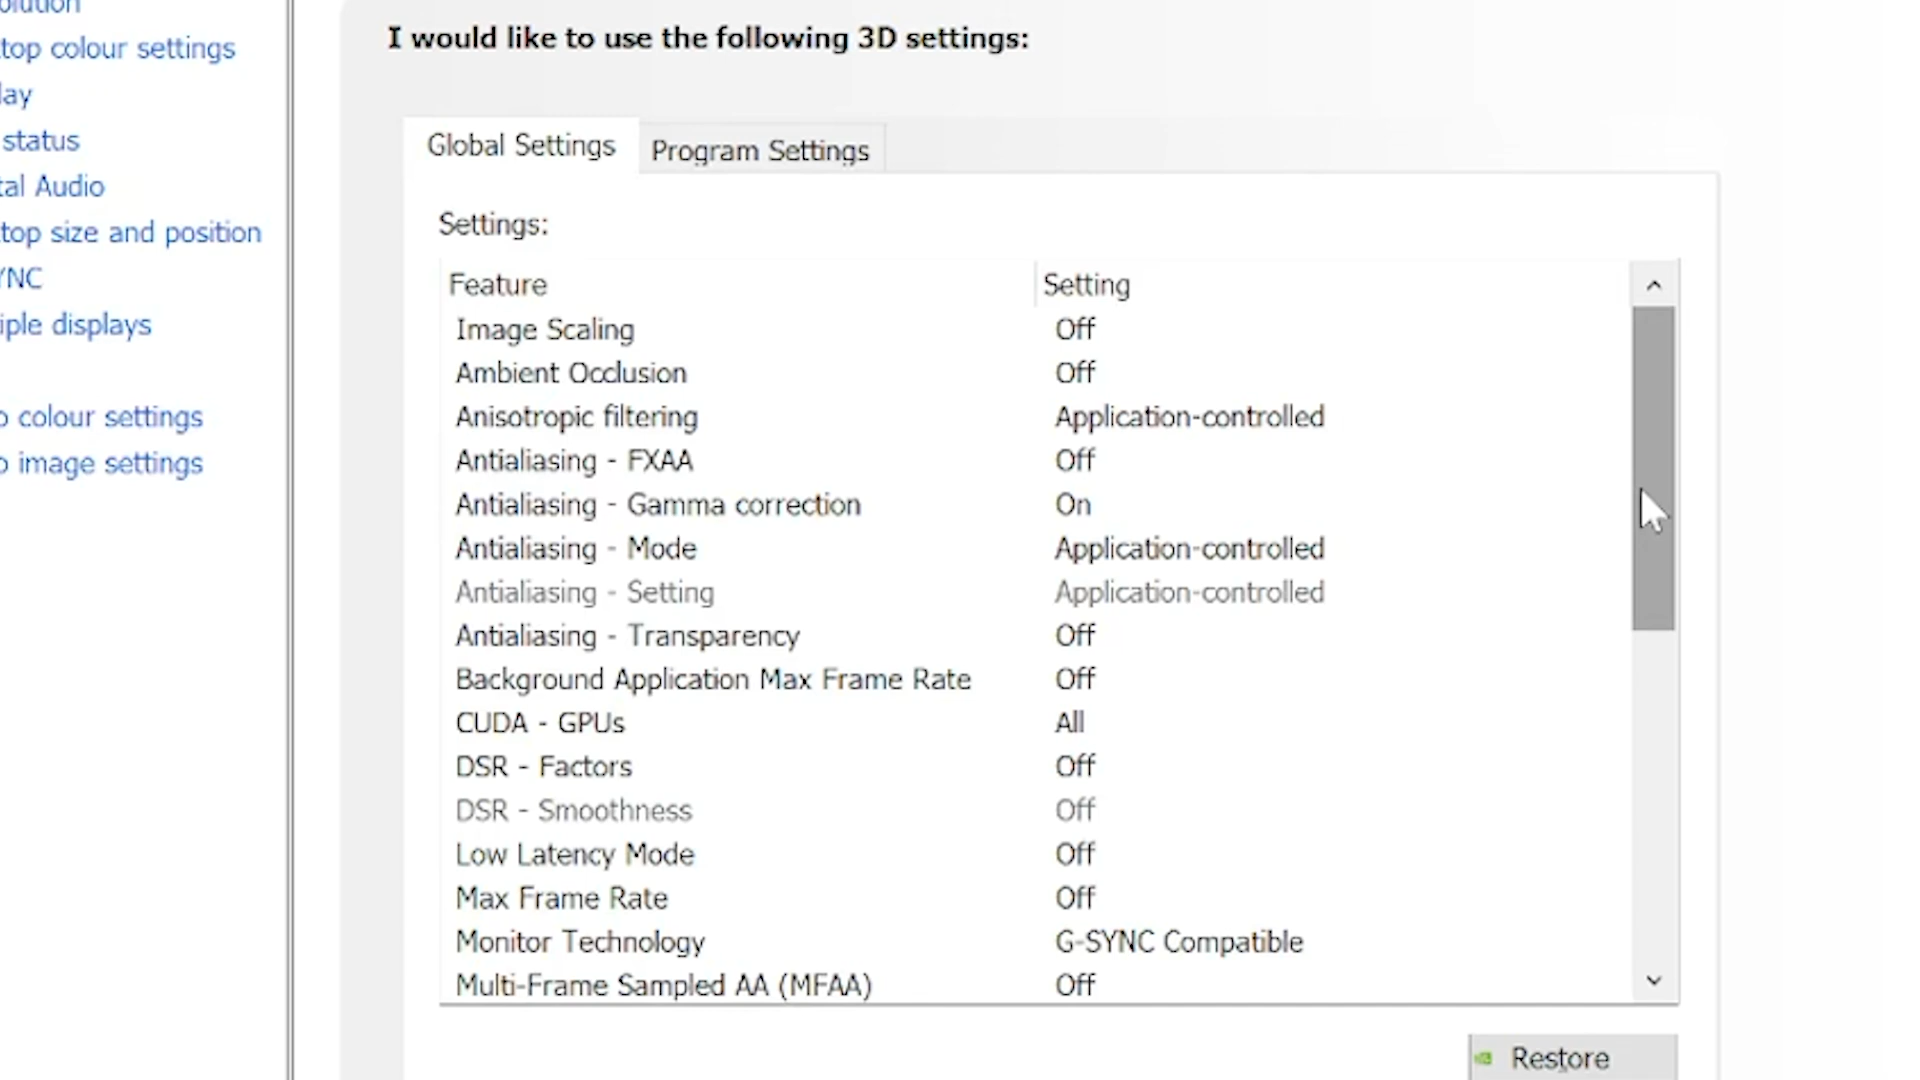 olution
top colour settings
lay
status
tal Audio
top size and position
YNC
iple displays
o colour settings
o image settings
I would like to use the following 3D settings:
Global Settings
Program Settings
Settings:
Feature Setting
Image Scaling Off
Ambient Occlusion Off
Anisotropic filtering Application-controlled
Antialiasing - FXAA Off
Antialiasing - Gamma correction On
Antialiasing - Mode Application-controlled
Antialiasing - Setting Application-controlled
Antialiasing - Transparency Off
Background Application Max Frame Rate Off
CUDA - GPUs All
DSR - Factors Off
DSR - Smoothness Off
Low Latency Mode Off
Max Frame Rate Off
Monitor Technology G-SYNC Compatible
Multi-Frame Sampled AA (MFAA) Off
Restore